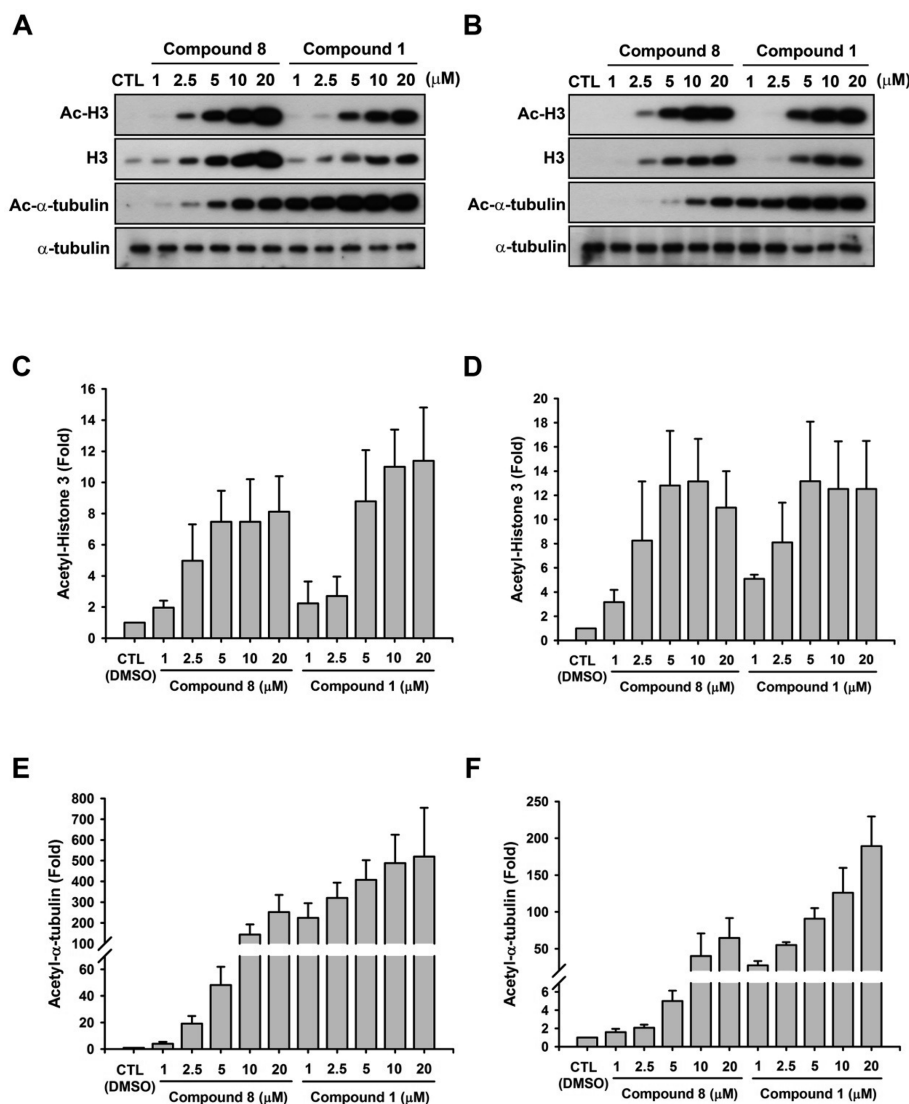 A
Compound 8 Compound 1
CTL 1 2.5 5 10 20 1 2.5 5 10 20 (μM)
Ac-H3
H3
Ac-α-tubulin
α-tubulin
B
Compound 8 Compound 1
CTL 1 2.5 5 10 20 1 2.5 5 10 20 (μM)
Ac-H3
H3
Ac-α-tubulin
α-tubulin
C
Acetyl-Histone 3 (Fold)
16
14
12
10
8
6
4
2
0
CTL 1 2.5 5 10 20 1 2.5 5 10 20
(DMSO) Compound 8 (μM) Compound 1 (μM)
D
Acetyl-Histone 3 (Fold)
20
18
16
14
12
10
8
6
4
2
0
CTL 1 2.5 5 10 20 1 2.5 5 10 20
(DMSO) Compound 8 (μM) Compound 1 (μM)
E
Acetyl-α-tubulin (Fold)
800
700
600
500
400
300
200
100
60
40
20
0
CTL 1 2.5 5 10 20 1 2.5 5 10 20
(DMSO) Compound 8 (μM) Compound 1 (μM)
F
Acetyl-α-tubulin (Fold)
250
200
150
100
50
6
4
2
0
CTL 1 2.5 5 10 20 1 2.5 5 10 20
(DMSO) Compound 8 (μM) Compound 1 (μM)